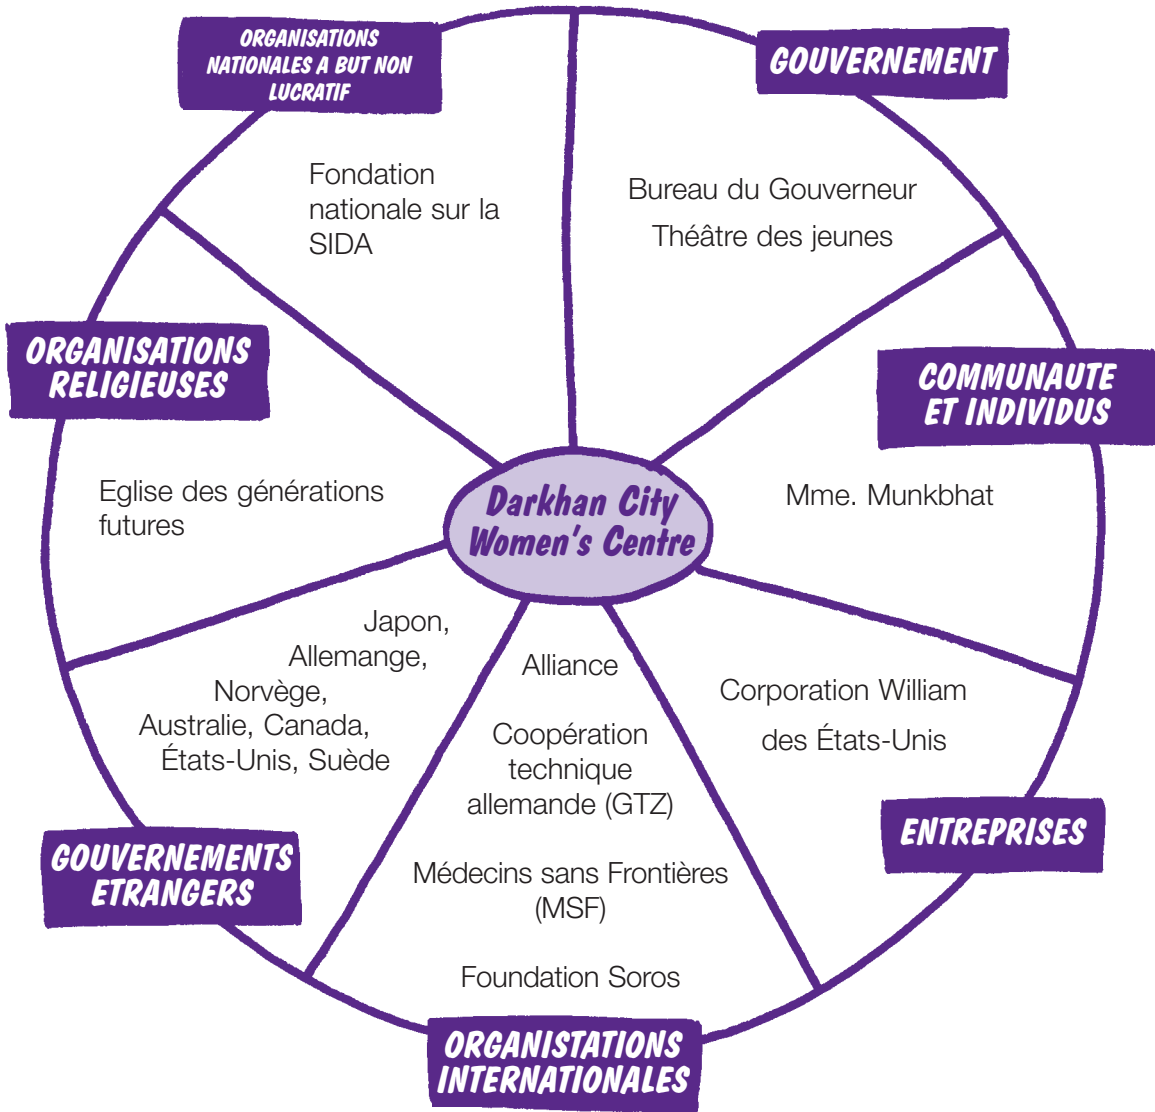 ORGANISATIONS
NATIONALES A BUT NON
LUCRATIF
Fondation
nationale sur la
SIDA
GOUVERNEMENT
Bureau du Gouverneur
Théâtre des jeunes
COMMUNAUTE
ET INDIVIDUS
Mme. Munkbhat
ENTREPRISES
Corporation William
des États-Unis
ORGANISTATIONS
INTERNATIONALES
Alliance
Coopération
technique
allemande (GTZ)
Médecins sans Frontières
(MSF)
Foundation Soros
GOUVERNEMENTS
ETRANGERS
Japon,
Allemange,
Norvège,
Australie, Canada,
États-Unis, Suède
ORGANISATIONS
RELIGIEUSES
Eglise des générations
futures
Darkhan City
Women's Centre